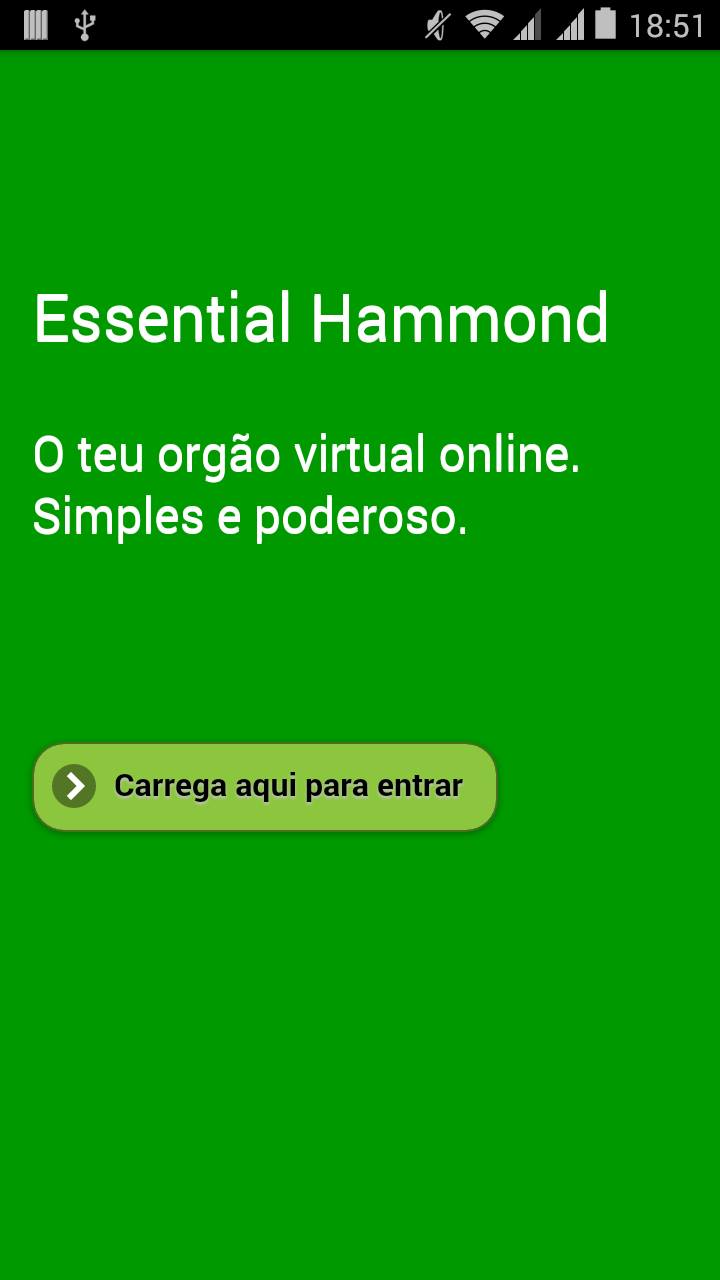 18:51
Essential Hammond
O teu orgão virtual online.
Simples e poderoso.
Carrega aqui para entrar